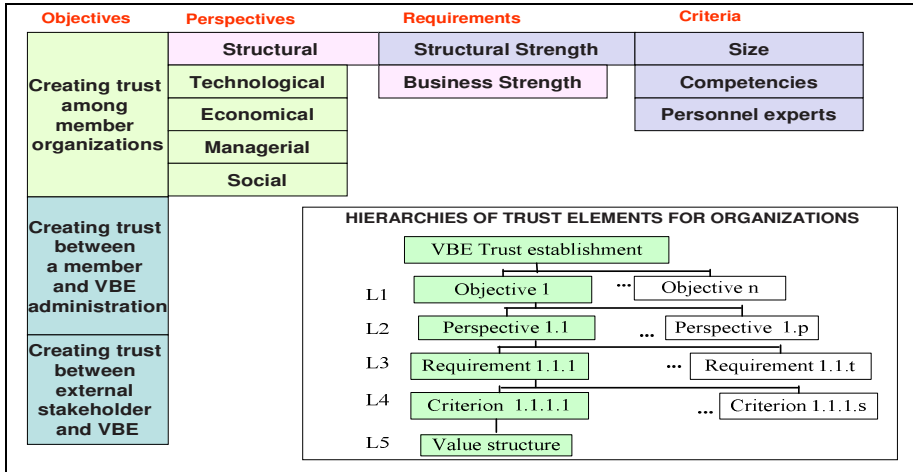 Objectives
Perspectives
Requirements
Criteria
Creating trust
among
member
organizations
Structural
Structural Strength
Size
Technological
Business Strength
Competencies
Economical
Personnel experts
Managerial
Social
Creating trust
between
a member
and VBE
administration
Creating trust
between
external
stakeholder
and VBE
HIERARCHIES OF TRUST ELEMENTS FOR ORGANIZATIONS
VBE Trust establishment
L1 Objective 1 ... Objective n
L2 Perspective 1.1 ... Perspective 1.p
L3 Requirement 1.1.1 ... Requirement 1.1.t
L4 Criterion 1.1.1.1 ... Criterion 1.1.1.s
L5 Value structure